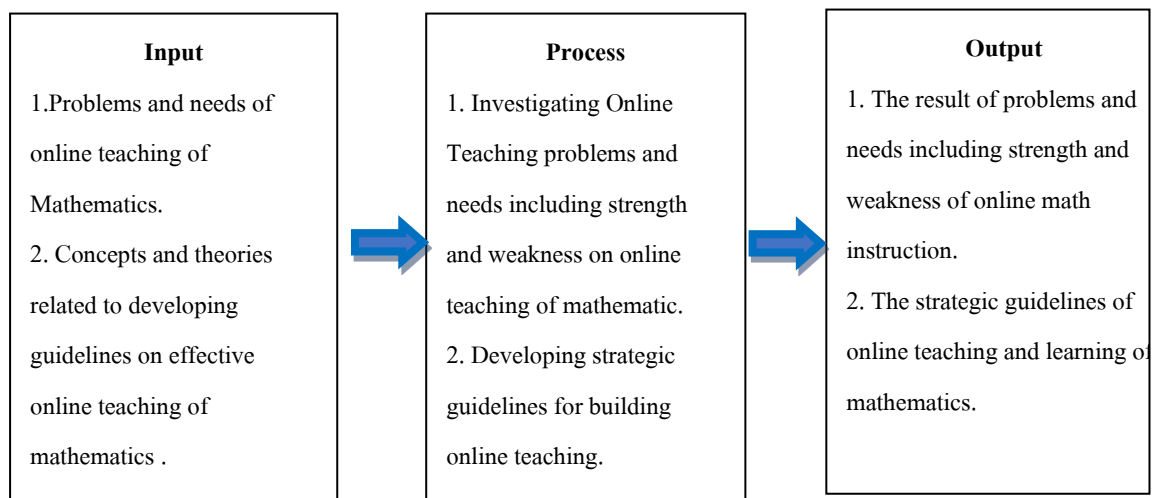 Input
1.Problems and needs of
online teaching of
Mathematics.
2. Concepts and theories
related to developing
guidelines on effective
online teaching of
mathematics .
Process
1. Investigating Online
Teaching problems and
needs including strength
and weakness on online
teaching of mathematic.
2. Developing strategic
guidelines for building
online teaching.
Output
1. The result of problems and
needs including strength and
weakness of online math
instruction.
2. The strategic guidelines of
online teaching and learning of
mathematics.